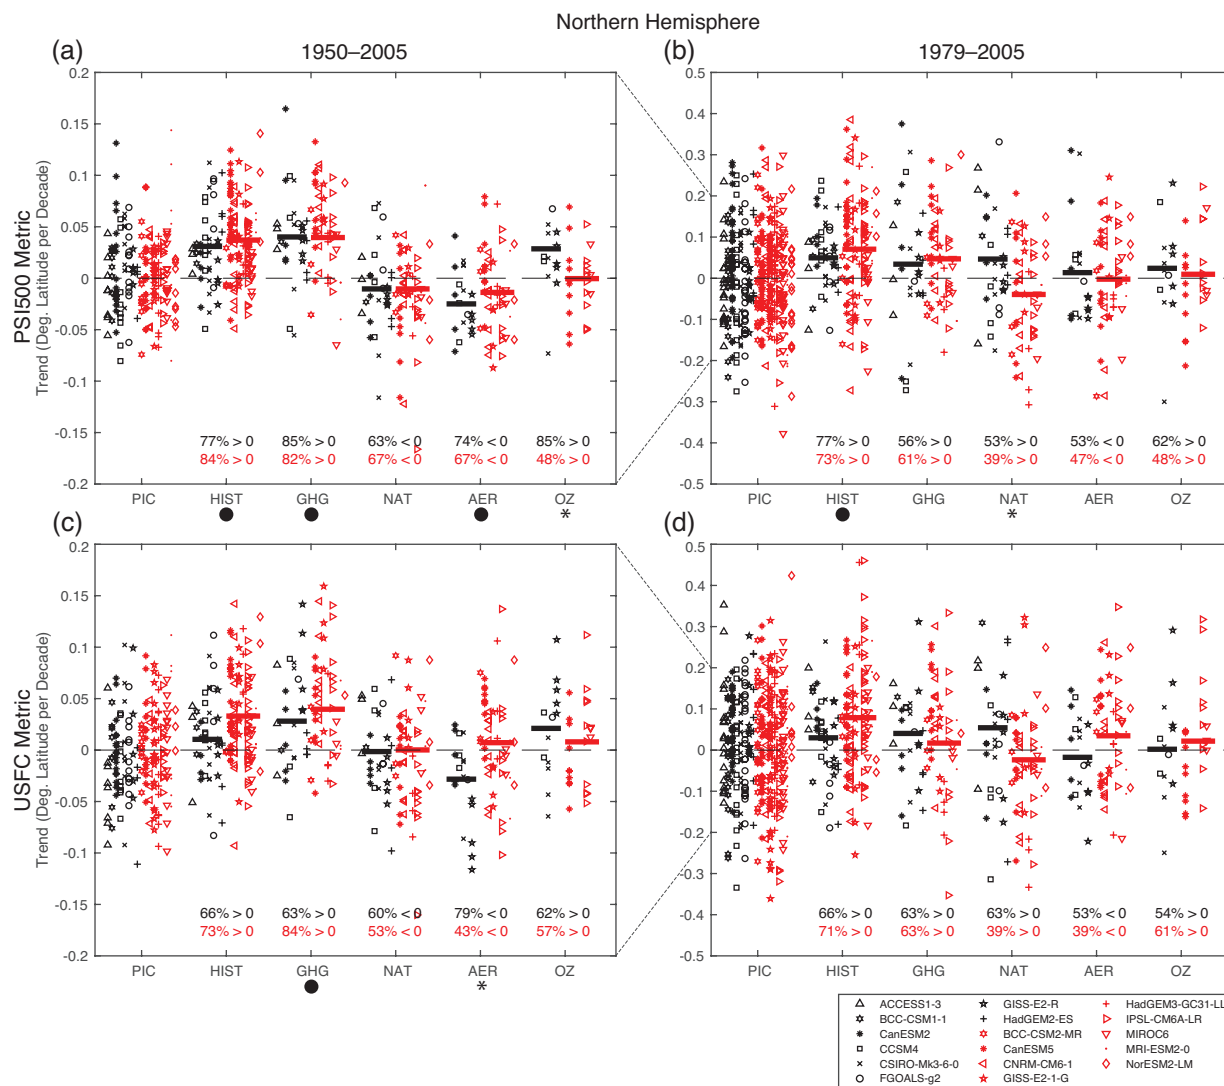 Northern Hemisphere
(a)
1950–2005
(b)
1979–2005
PSI500 Metric
Trend (Deg. Latitude per Decade)
0.2
0.15
0.1
0.05
0
-0.05
-0.1
-0.15
-0.2
77% > 0
85% > 0
63% < 0
74% < 0
85% > 0
84% > 0
82% > 0
67% < 0
67% < 0
48% > 0
PIC
HIST
GHG
NAT
AER
OZ
*
0.5
0.4
0.3
0.2
0.1
0
-0.1
-0.2
-0.3
-0.4
-0.5
77% > 0
56% > 0
53% > 0
53% < 0
62% > 0
73% > 0
61% > 0
39% > 0
47% < 0
48% > 0
PIC
HIST
GHG
NAT
AER
OZ
*
(c)
(d)
USFC Metric
Trend (Deg. Latitude per Decade)
0.2
0.15
0.1
0.05
0
-0.05
-0.1
-0.15
-0.2
66% > 0
63% > 0
60% < 0
79% < 0
62% > 0
73% > 0
84% > 0
53% < 0
43% < 0
57% > 0
PIC
HIST
GHG
NAT
AER
OZ
*
0.5
0.4
0.3
0.2
0.1
0
-0.1
-0.2
-0.3
-0.4
-0.5
66% > 0
63% > 0
63% > 0
53% < 0
54% > 0
71% > 0
63% > 0
39% > 0
39% < 0
61% > 0
PIC
HIST
GHG
NAT
AER
OZ
ACCESS1-3
BCC-CSM1-1
CanESM2
CCSM4
CSIRO-Mk3-6-0
FGOALS-g2
GISS-E2-R
HadGEM2-ES
BCC-CSM2-MR
CanESM5
CNRM-CM6-1
GISS-E2-1-G
HadGEM3-GC31-LL
IPSL-CM6A-LR
MIROC6
MRI-ESM2-0
NorESM2-LM